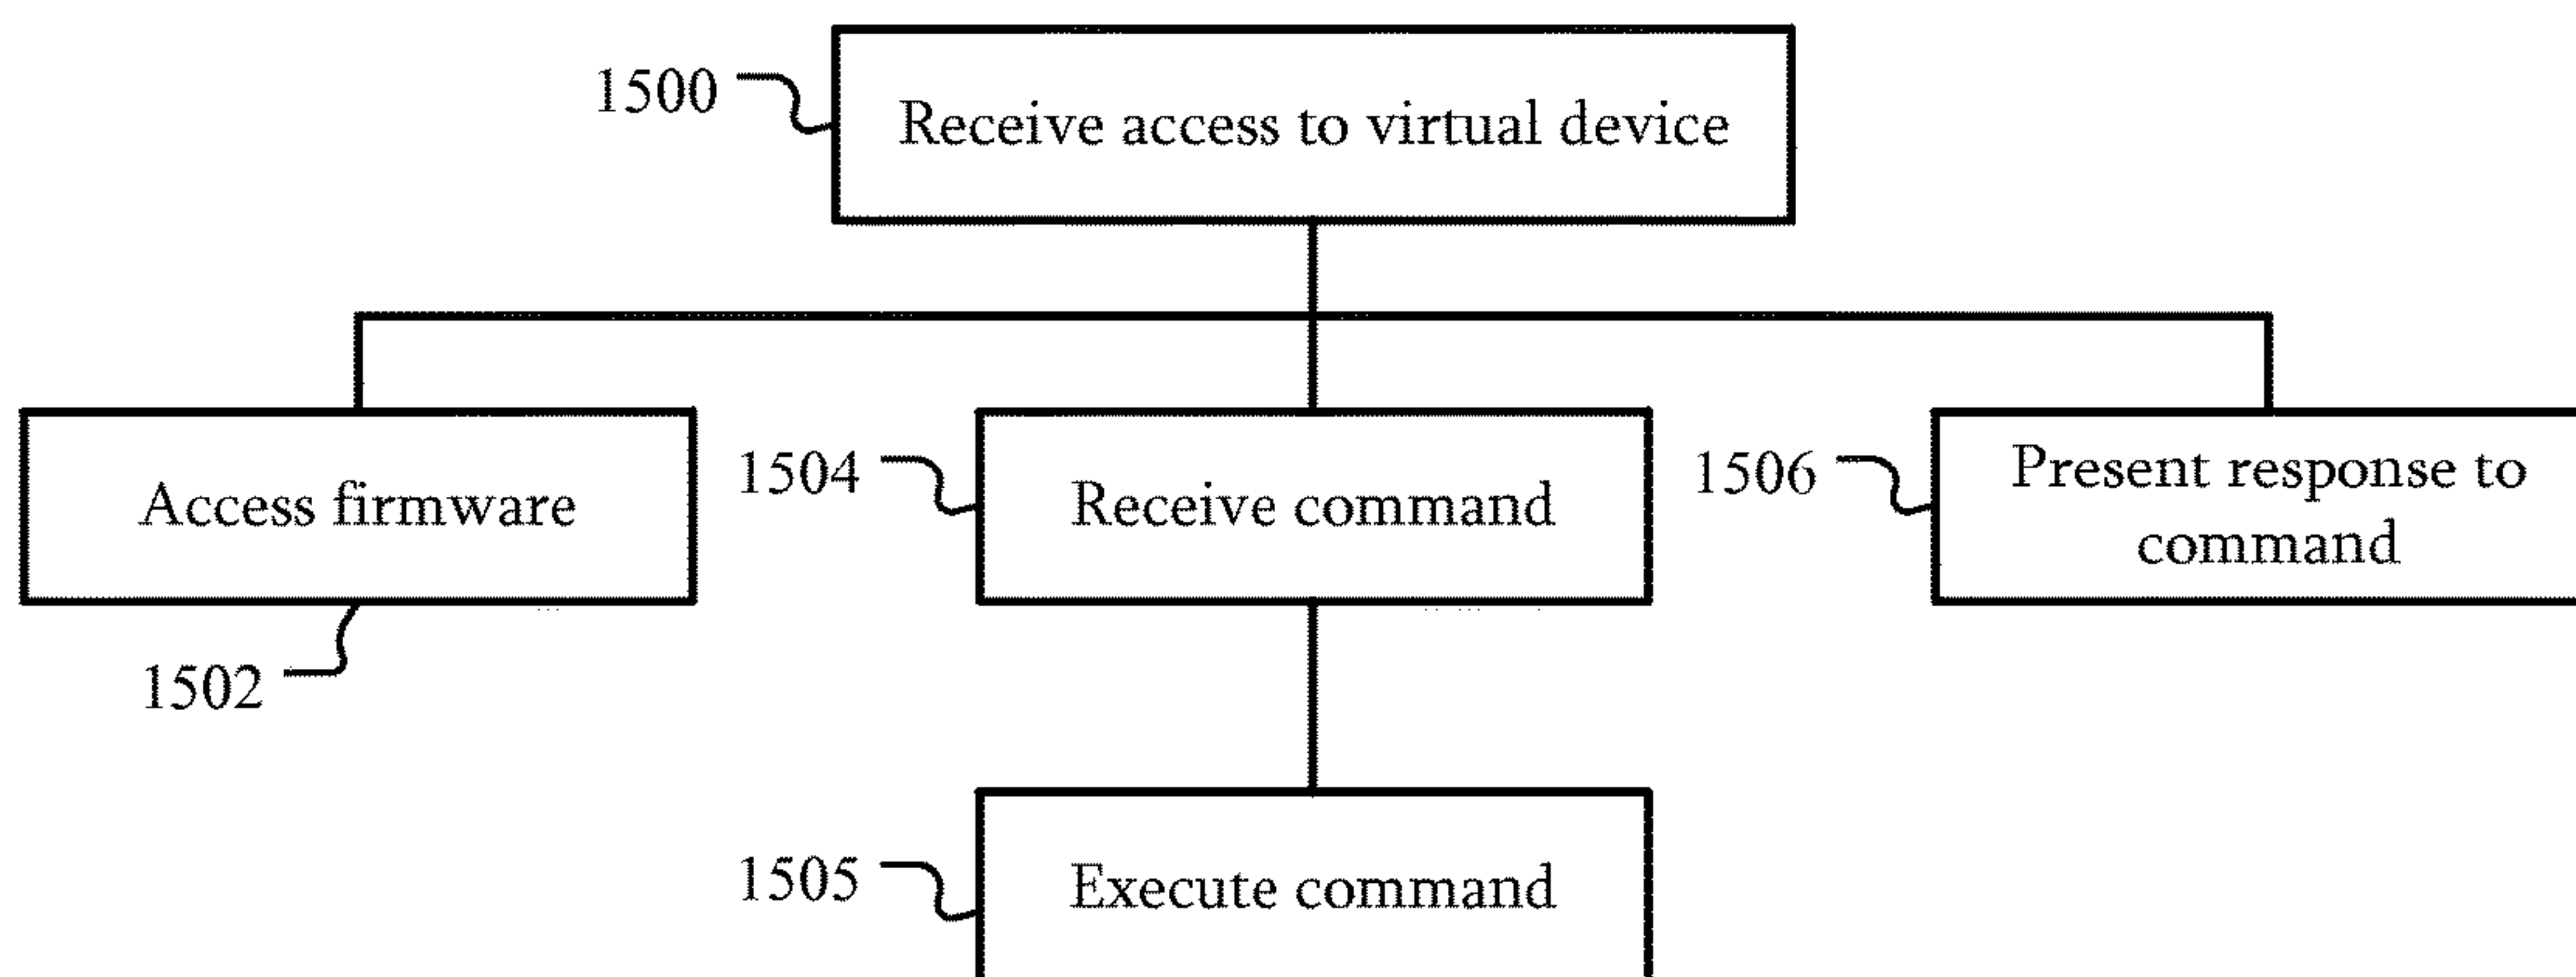 1500
Receive access to virtual device
Access firmware
1502
1504
Receive command
1506
Present response to
command
1505
Execute command